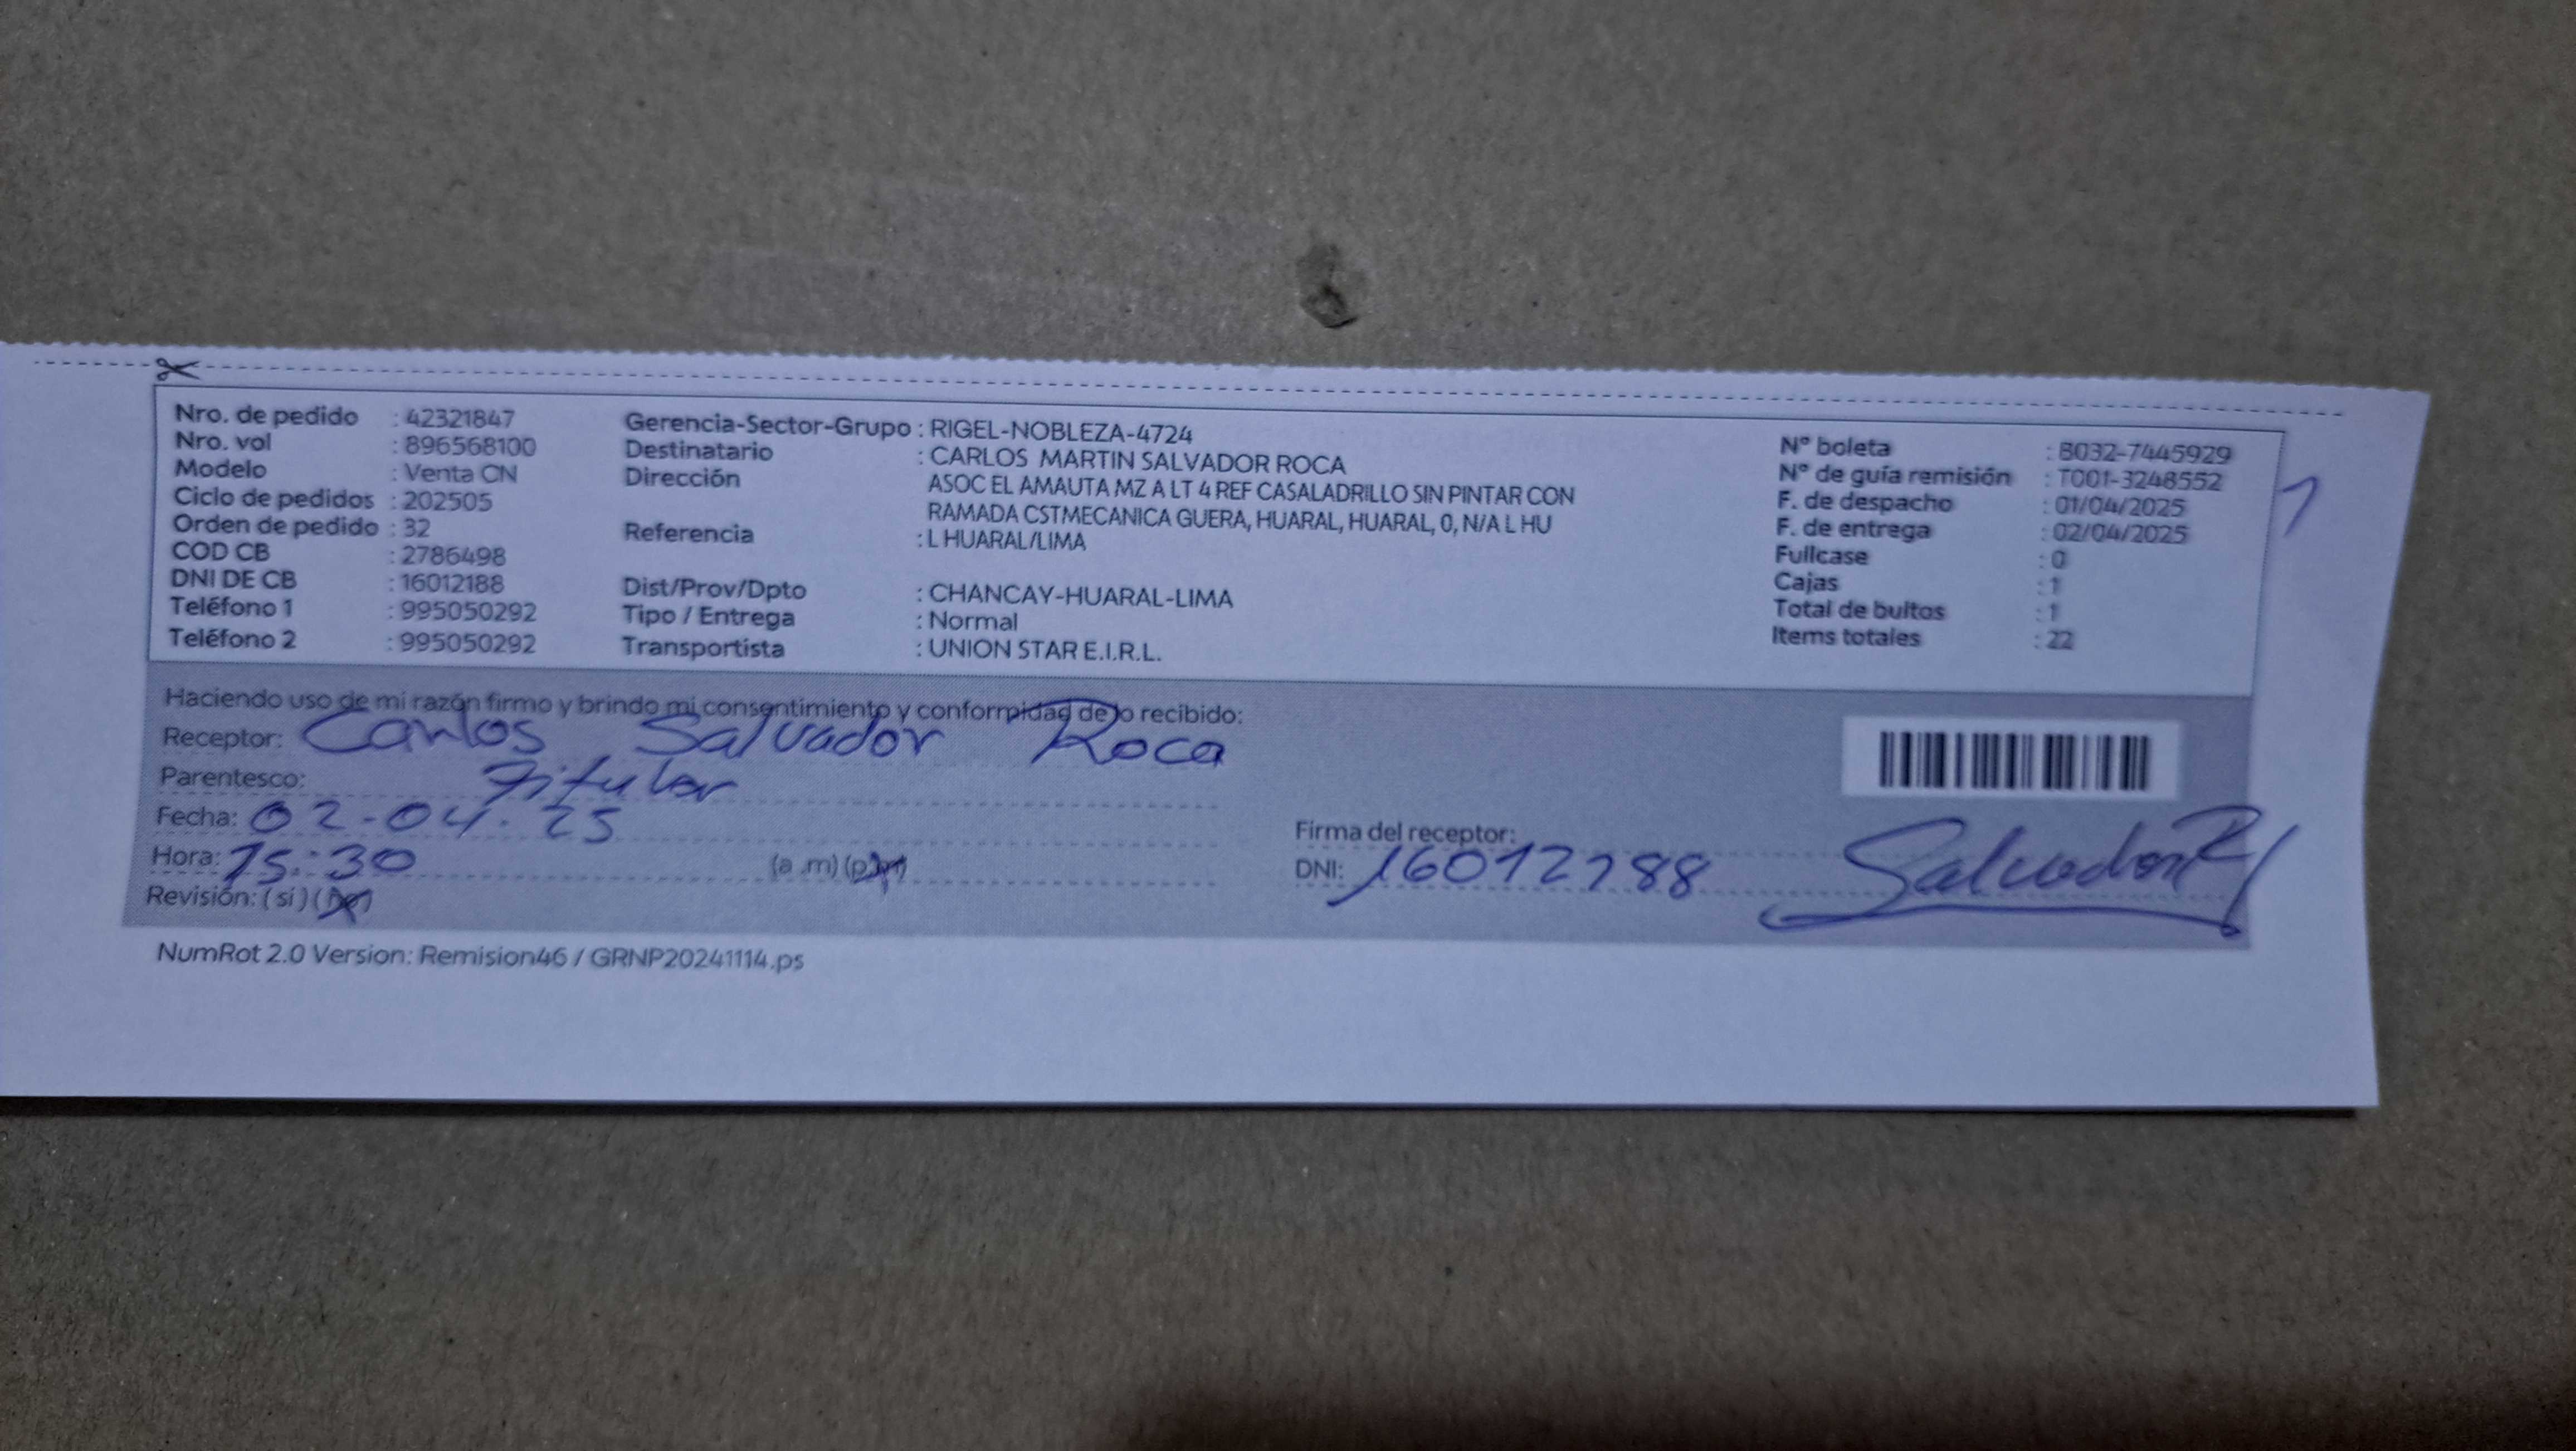 Nro. de pedido : 42321847
Nro. vol : 896568100
Modelo : Venta CN
Ciclo de pedidos : 202505
Orden de pedido : 32
COD CB : 2786498
DNI DE CB : 16012188
Teléfono 1 : 995050292
Teléfono 2 : 995050292
Gerencia-Sector-Grupo : RIGEL-NOBLEZA-4724
Destinatario : CARLOS MARTIN SALVADOR ROCA
Dirección ASOC EL AMAUTA MZ A LT 4 REF CASALADRILLO SIN PINTAR CON
RAMADA CSTMECANICA GUERA, HUARAL, HUARAL, 0, N/A L HU
Referencia : L HUARAL/LIMA
Dist/Prov/Dpto : CHANCAY-HUARAL-LIMA
Tipo / Entrega : Normal
Transportista : UNION STAR E.I.R.L.
N° boleta : B032-7445929
N° de guía remisión : T001-3248552
F. de despacho : 01/04/2025
F. de entrega : 02/04/2025
Fullcase : 0
Cajas : 1
Total de bultos : 1
Items totales : 22
1
Haciendo uso de mi razón firmo y brindo mi consentimiento y conformidad de lo recibido:
Receptor: Carlos Salvador Roca
Parentesco: Titular
Fecha: 02-04-25
Hora: 15:30 (a .m) (p.m)
Revisión: (si) (no)
Firma del receptor:
DNI: 16012188 Salvador R
NumRot 2.0 Version: Remision46 / GRNP20241114.ps